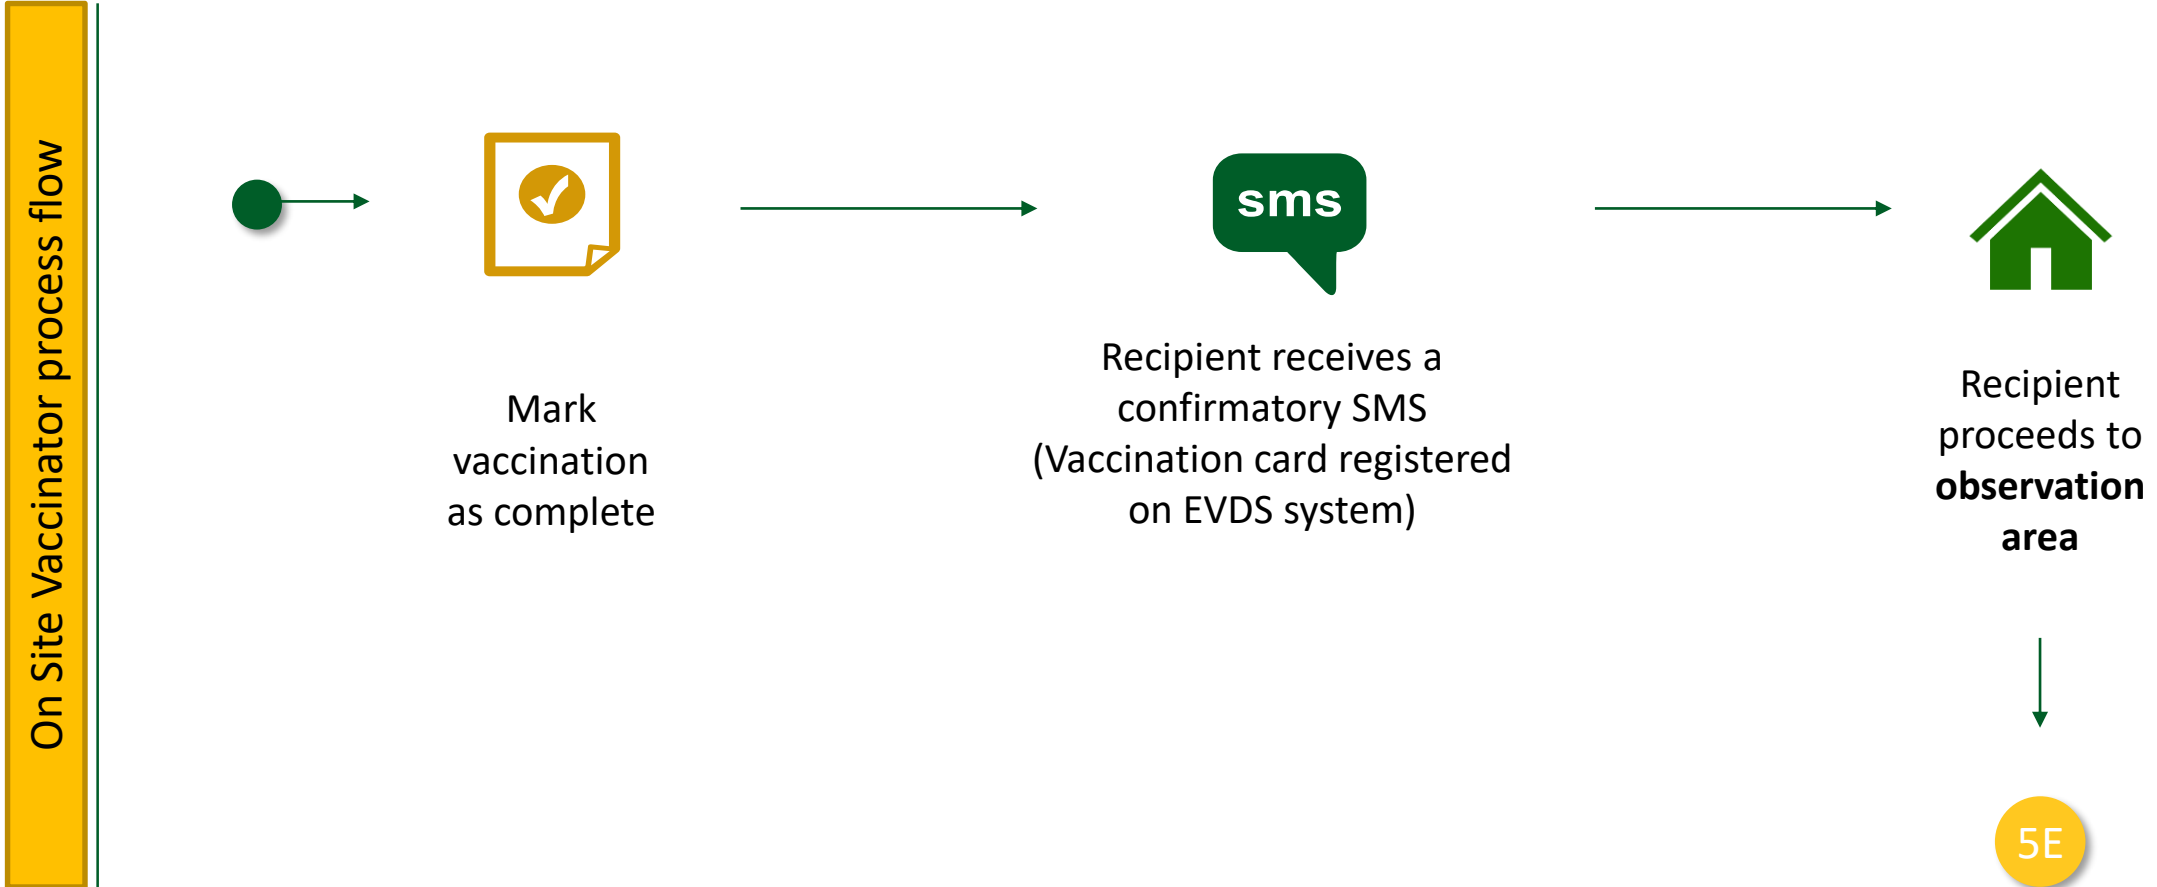 On Site Vaccinator process flow
sms
Mark
vaccination
as complete
Recipient receives a
confirmatory SMS
(Vaccination card registered
on EVDS system)
Recipient
proceeds to
observation
area
5E